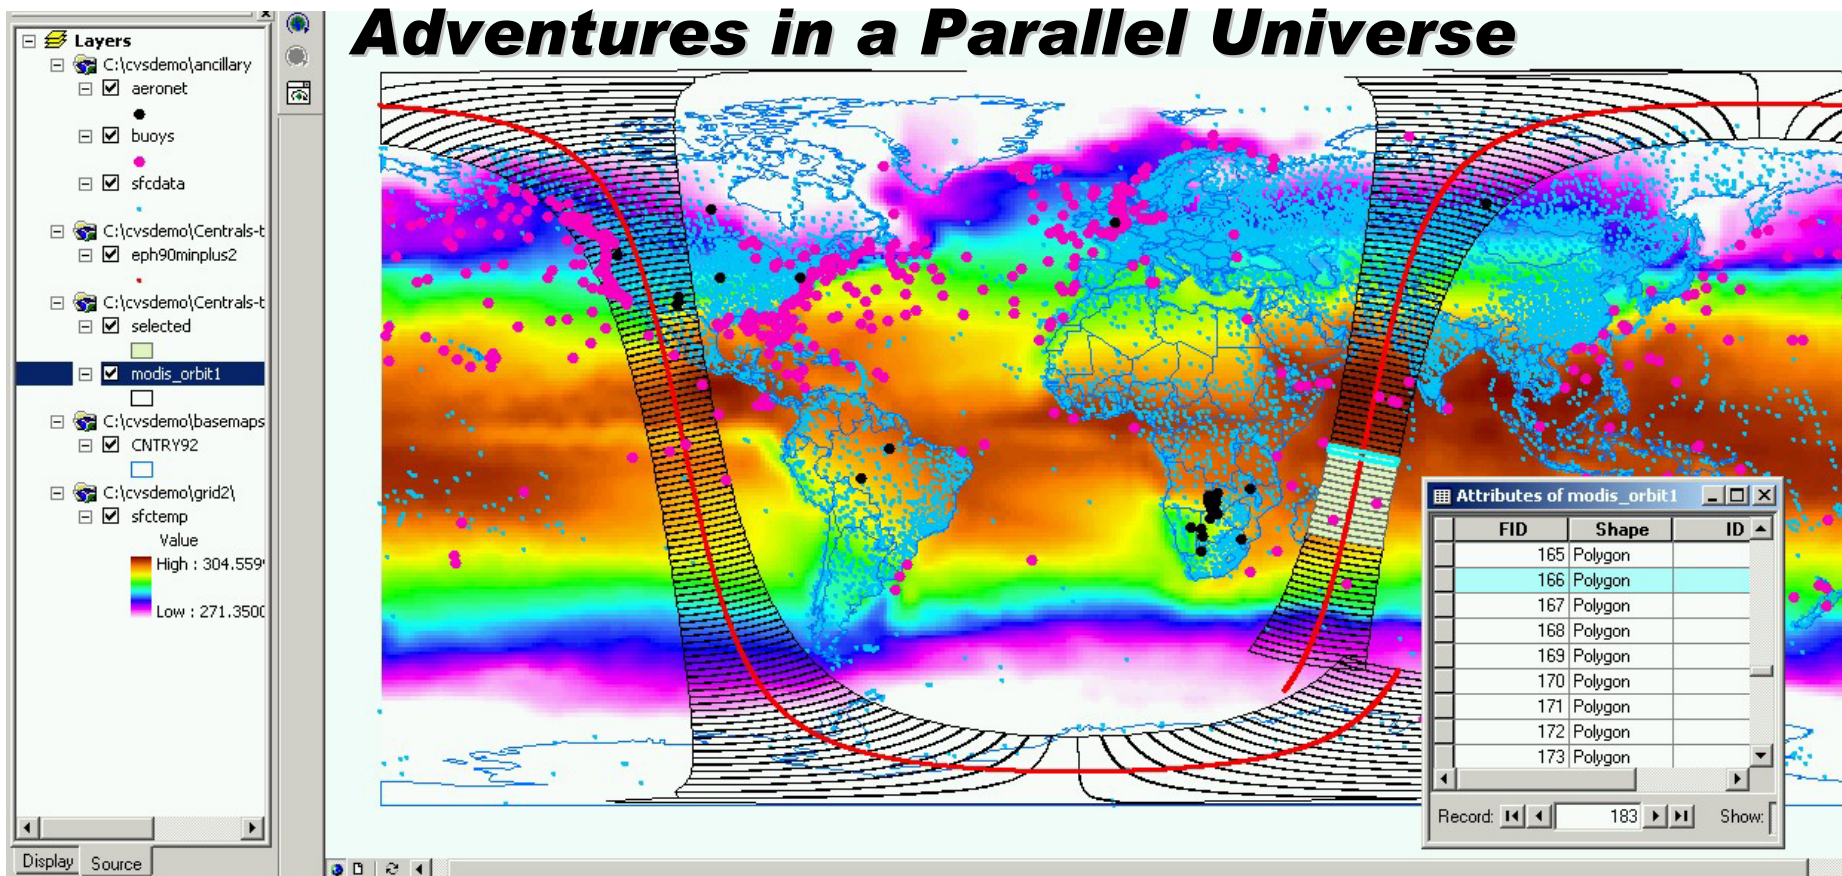 Adventures in a Parallel Universe
Layers
C:\cvsdemo\ancillary
aeronet
buoys
sfcdata
C:\cvsdemo\Centrals-t
eph90minplus2
C:\cvsdemo\Centrals-t
selected
modis_orbit1
C:\cvsdemo\basemaps
CNTRY92
C:\cvsdemo\grid2\
sfctemp
Value
High : 304.559
Low : 271.3500
Display Source
Attributes of modis_orbit1
FID Shape ID
165 Polygon
166 Polygon
167 Polygon
168 Polygon
169 Polygon
170 Polygon
171 Polygon
172 Polygon
173 Polygon
Record: 183 Show: